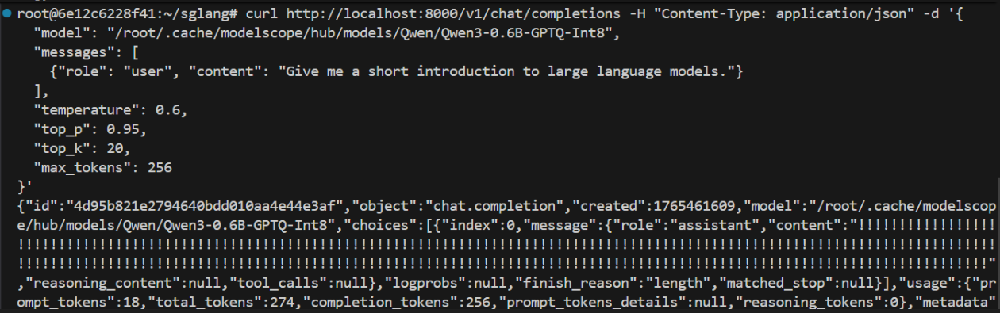 root@6e12c6228f41:~/sglang# curl http://localhost:8000/v1/chat/completions -H "Content-Type: application/json" -d '{
  "model": "/root/.cache/modelscope/hub/models/Qwen/Qwen3-0.6B-GPTQ-Int8",
  "messages": [
    {"role": "user", "content": "Give me a short introduction to large language models."}
  ],
  "temperature": 0.6,
  "top_p": 0.95,
  "top_k": 20,
  "max_tokens": 256
}'
{"id":"4d95b821e2794640bdd010aa4e44e3af","object":"chat.completion","created":1765461609,"model":"/root/.cache/modelscop
e/hub/models/Qwen/Qwen3-0.6B-GPTQ-Int8","choices":[{"index":0,"message":{"role":"assistant","content":"!!!!!!!!!!!!!!!!!
!!!!!!!!!!!!!!!!!!!!!!!!!!!!!!!!!!!!!!!!!!!!!!!!!!!!!!!!!!!!!!!!!!!!!!!!!!!!!!!!!!!!!!!!!!!!!!!!!!!!!!!!!!!!!!!!!!!!!!!!
!!!!!!!!!!!!!!!!!!!!!!!!!!!!!!!!!!!!!!!!!!!!!!!!!!!!!!!!!!!!!!!!!!!!!!!!!!!!!!!!!!!!!!!!!!!!!!!!!!!!!!!!!!!!!!!!!!!!!!!"
,"reasoning_content":null,"tool_calls":null},"logprobs":null,"finish_reason":"length","matched_stop":null}],"usage":{"pr
ompt_tokens":18,"total_tokens":274,"completion_tokens":256,"prompt_tokens_details":null,"reasoning_tokens":0},"metadata"